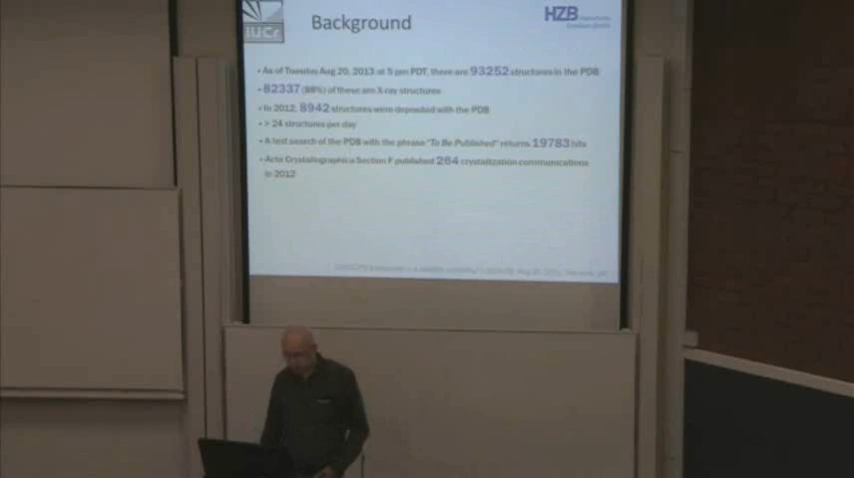 IUCr
Background
HZB Helmholtz
Zentrum Berlin
• As of Tuesday Aug 20, 2013 at 5 pm PDT, there are 93252 structures in the PDB
• 82337 (88%) of these are X-ray structures
• In 2012, 8942 structures were deposited with the PDB
• > 24 structures per day
• A text search of the PDB with the phrase "To Be Published" returns 19783 hits
• Acta Crystallographica Section F published 264 crystallization communications
in 2012